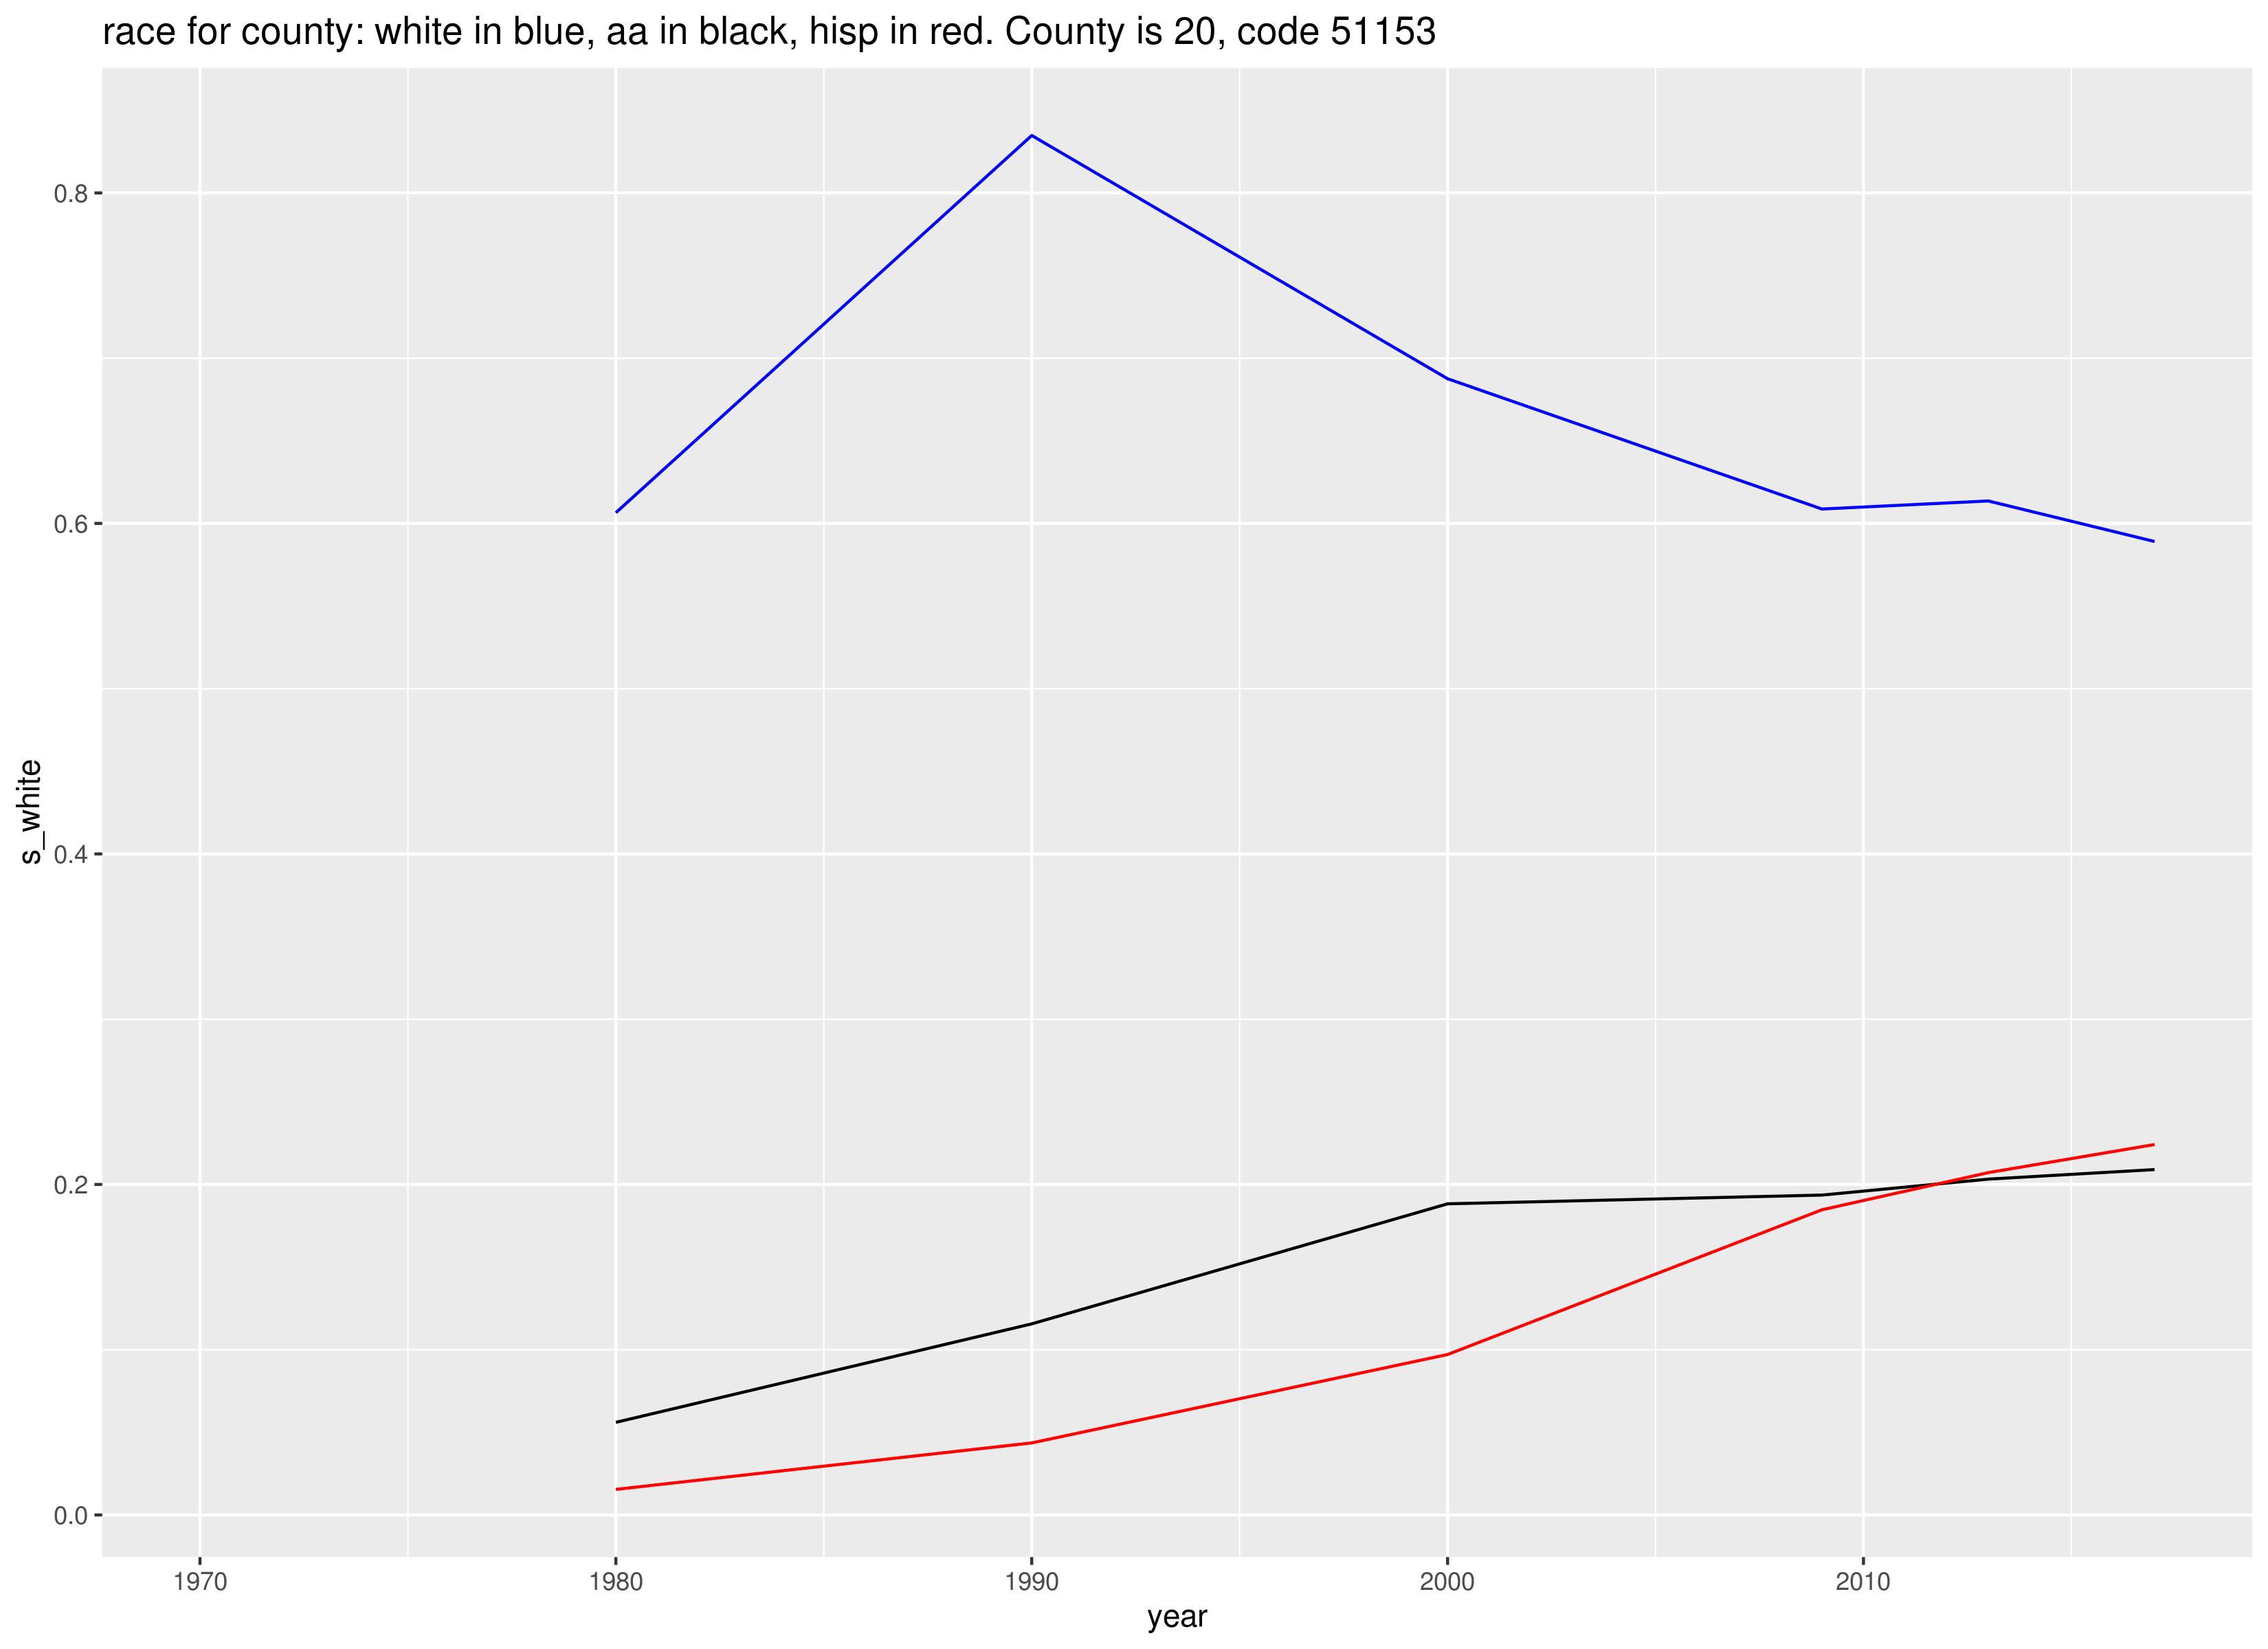 race for county: white in blue, aa in black, hisp in red. County is 20, code 51153
s_white
0.8
0.6
0.4
0.2
0.0
1970 1980 1990 2000 2010
year